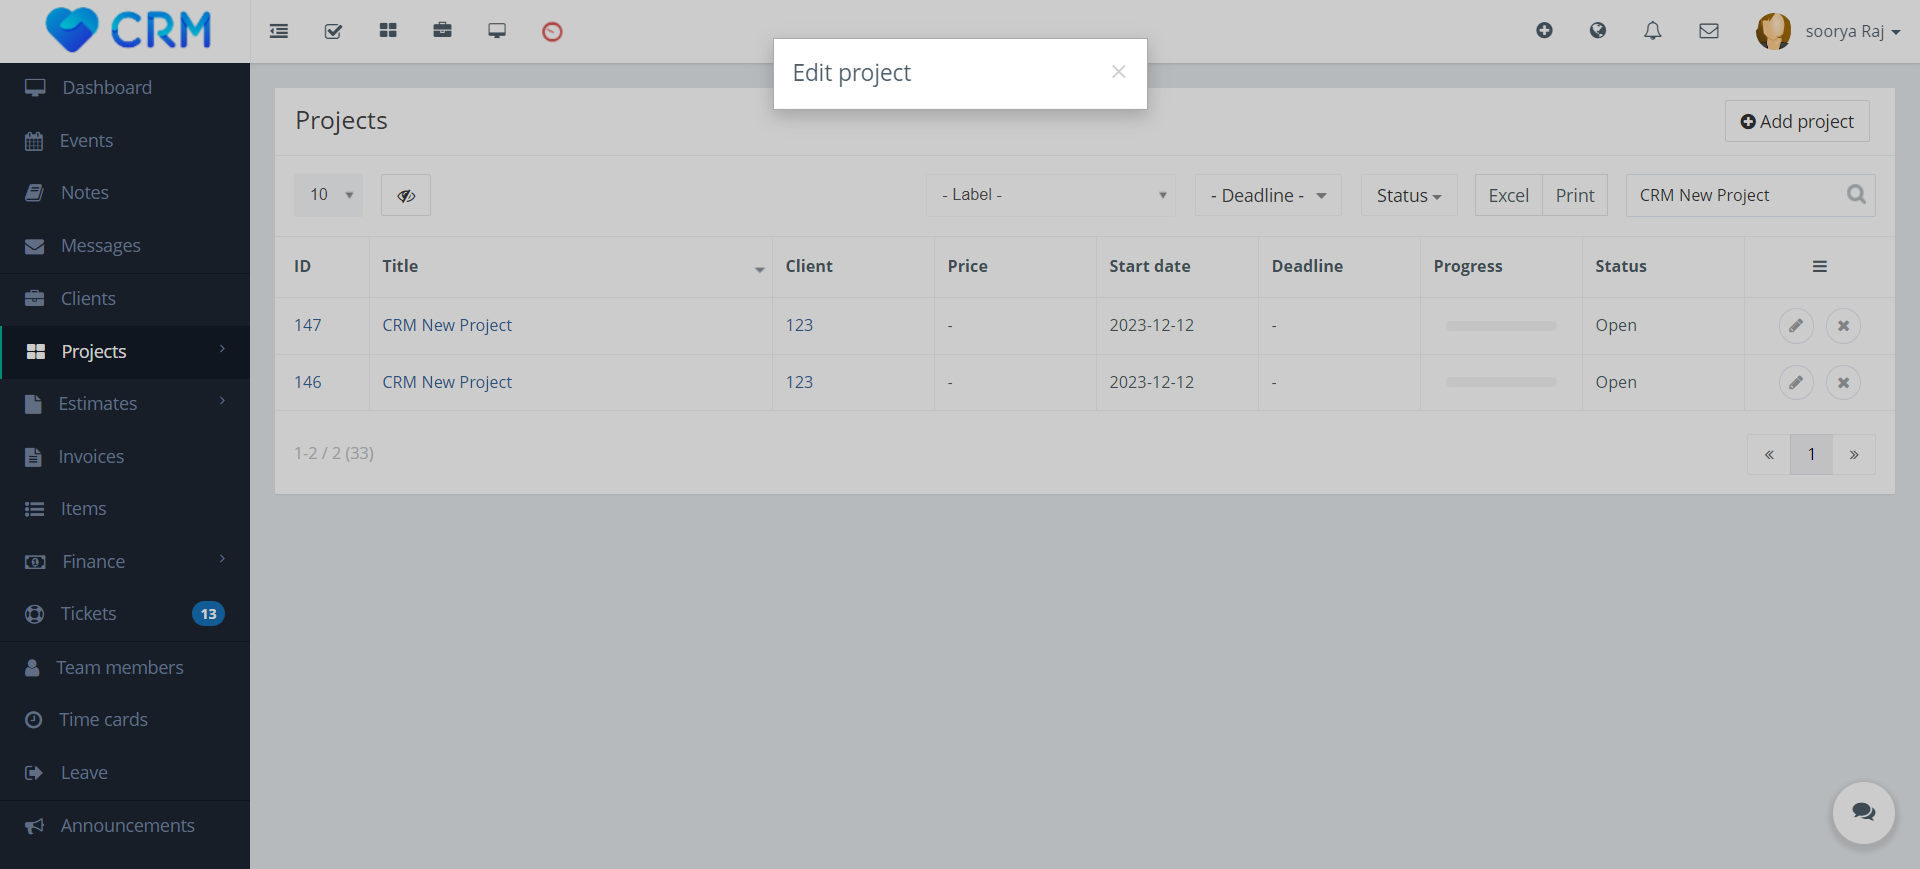 CRM
soorya Raj
Edit project
×
Dashboard
Events
Notes
Messages
Clients
Projects
Estimates
Invoices
Items
Finance
Tickets 13
Team members
Time cards
Leave
Announcements
Projects
Add project
10
- Label -
- Deadline -
Status
Excel
Print
CRM New Project
ID Title Client Price Start date Deadline Progress Status
147 CRM New Project 123 - 2023-12-12 - Open
146 CRM New Project 123 - 2023-12-12 - Open
1-2 / 2 (33)
« 1 »